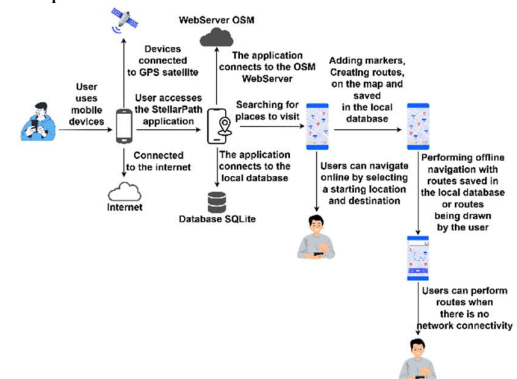 WebServer OSM
Devices
connected
to GPS satellite
The application
connects to the OSM
WebServer
Adding markers,
Creating routes,
on the map and
saved
in the local
database
User
uses
mobile
devices
User accesses
the StellarPath
application
Searching for
places to visit
Connected
to the internet
Internet
The application
connects to the
local database
Database SQLite
Users can navigate
online by selecting
a starting location
and destination
Performing offline
navigation with
routes saved in
the local database
or routes
being drawn
by the user
Users can perform
routes when
there is no
network connectivity